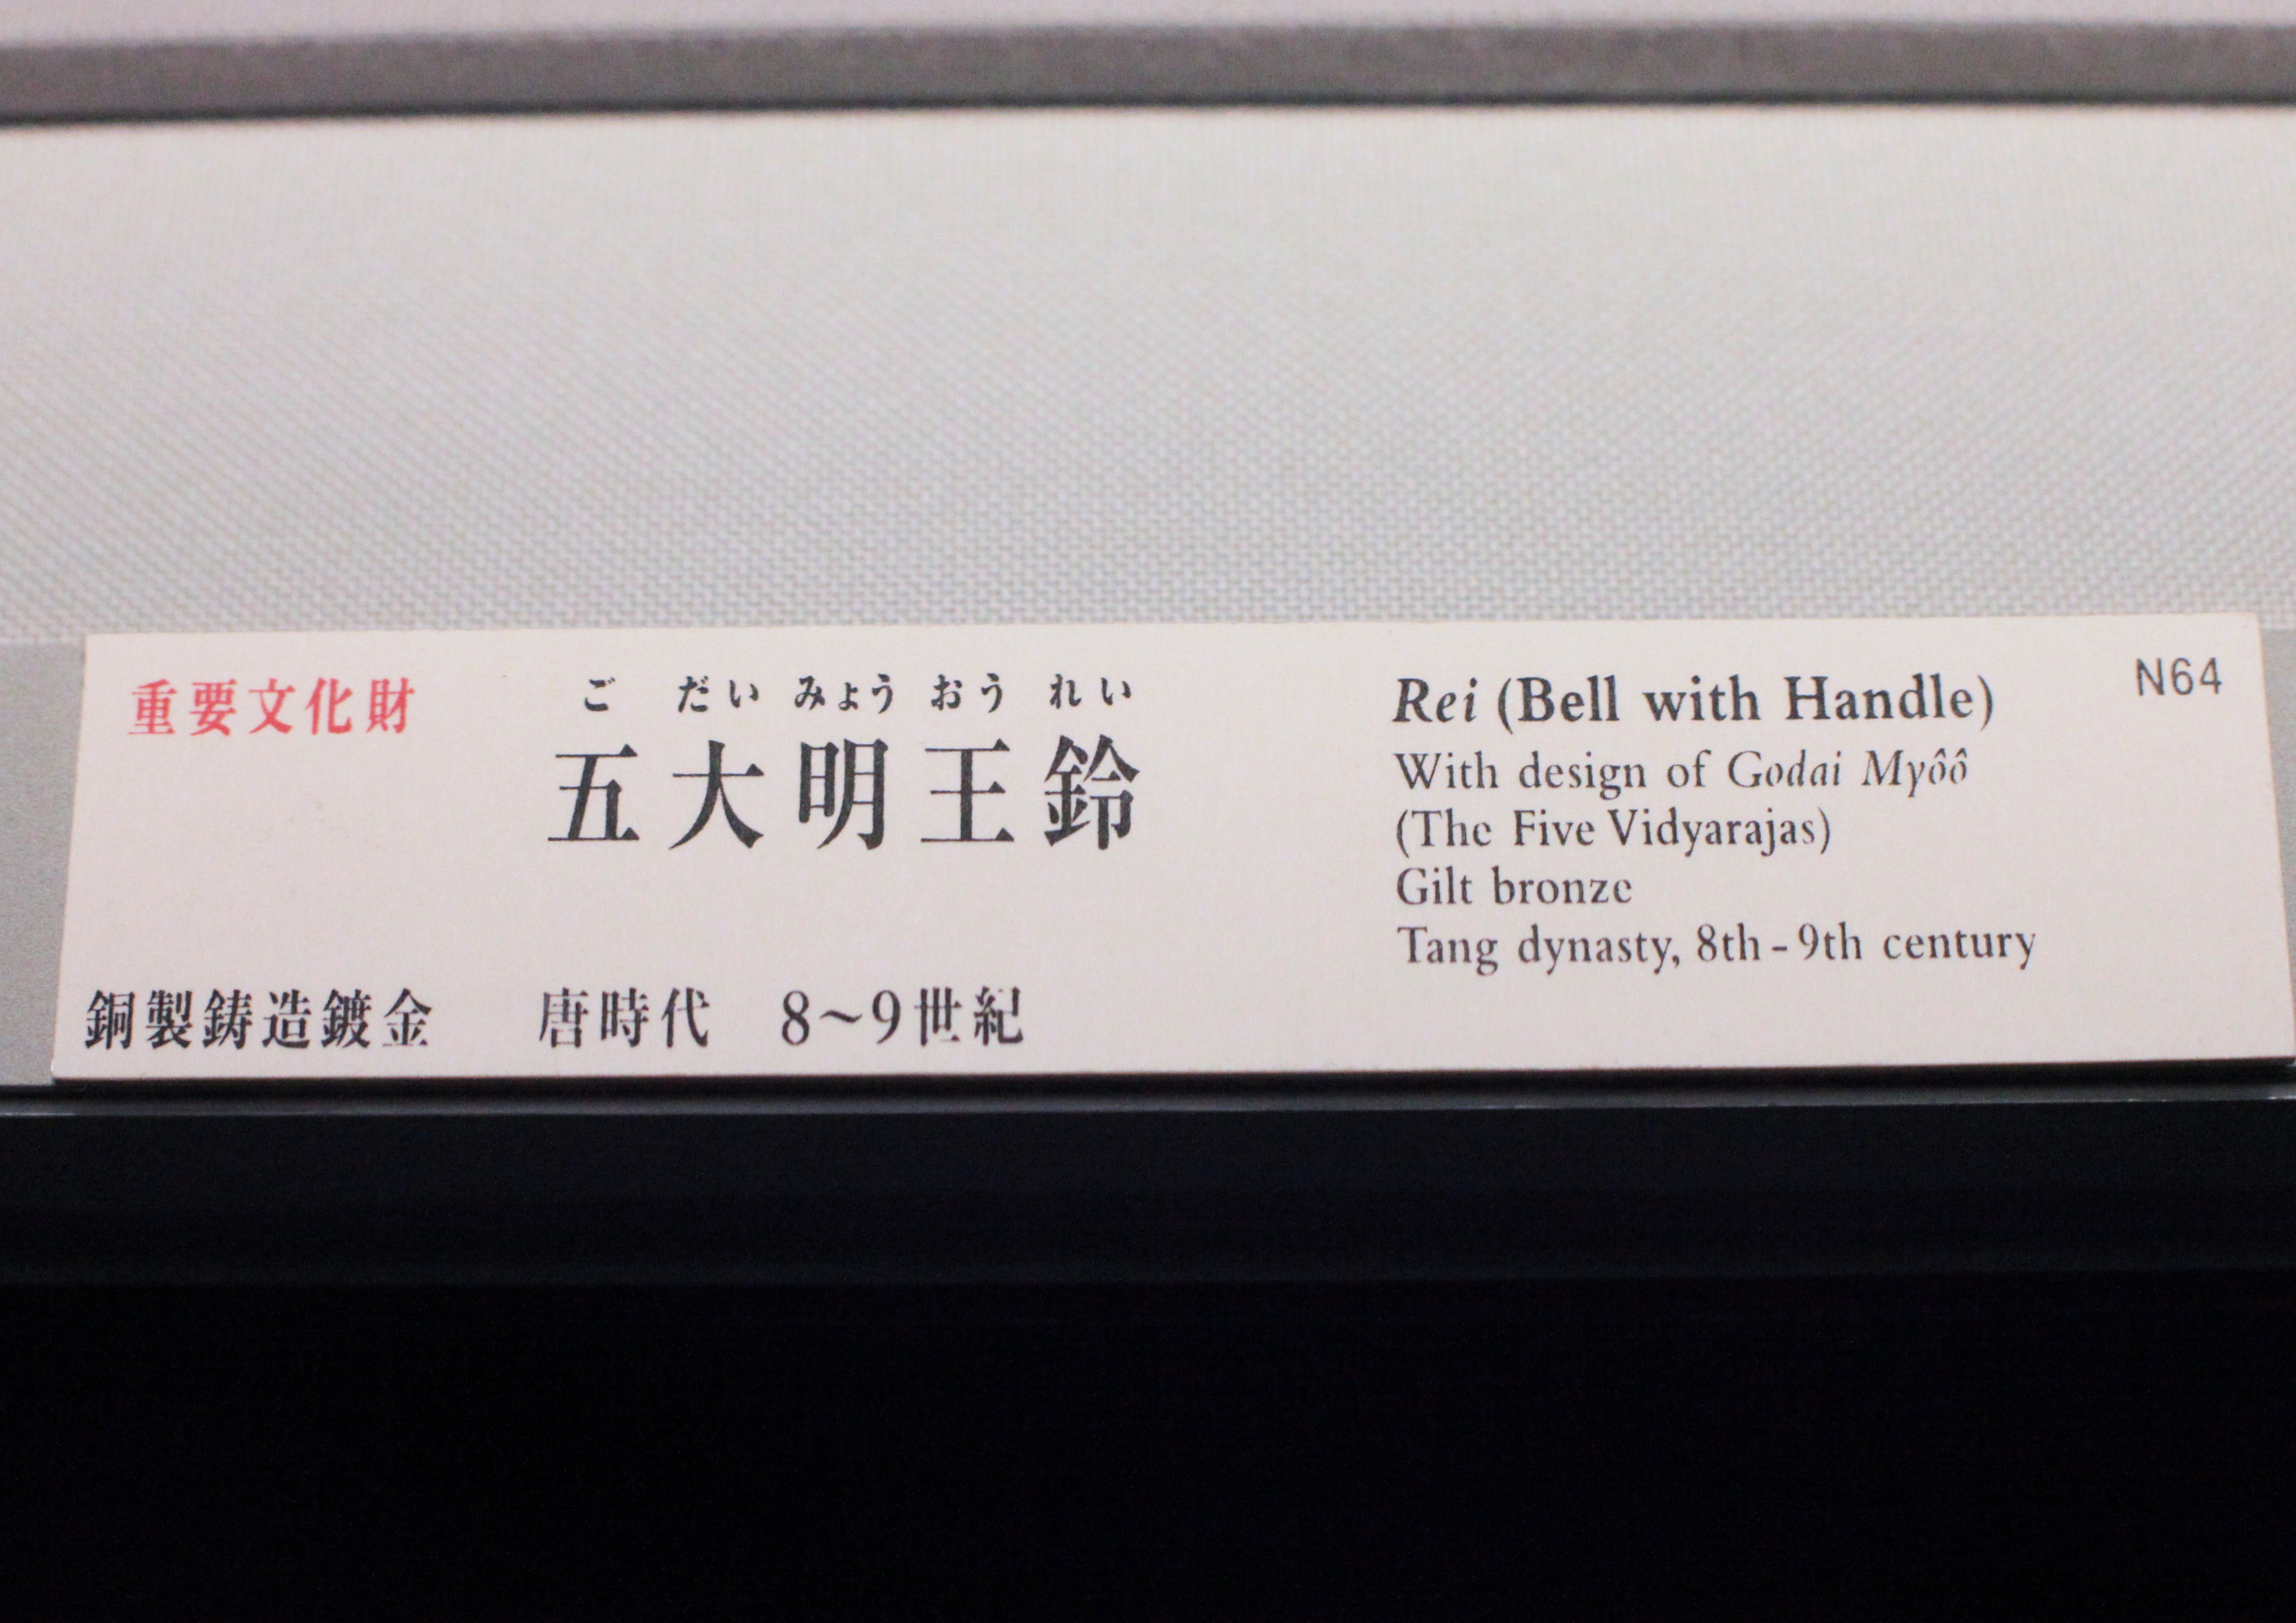 重要文化財
ご だい みょう おう れい
五大明王鈴
銅製鋳造鍍金 唐時代 8～9世紀
Rei (Bell with Handle)
With design of Godai Myôô
(The Five Vidyarajas)
Gilt bronze
Tang dynasty, 8th-9th century
N64